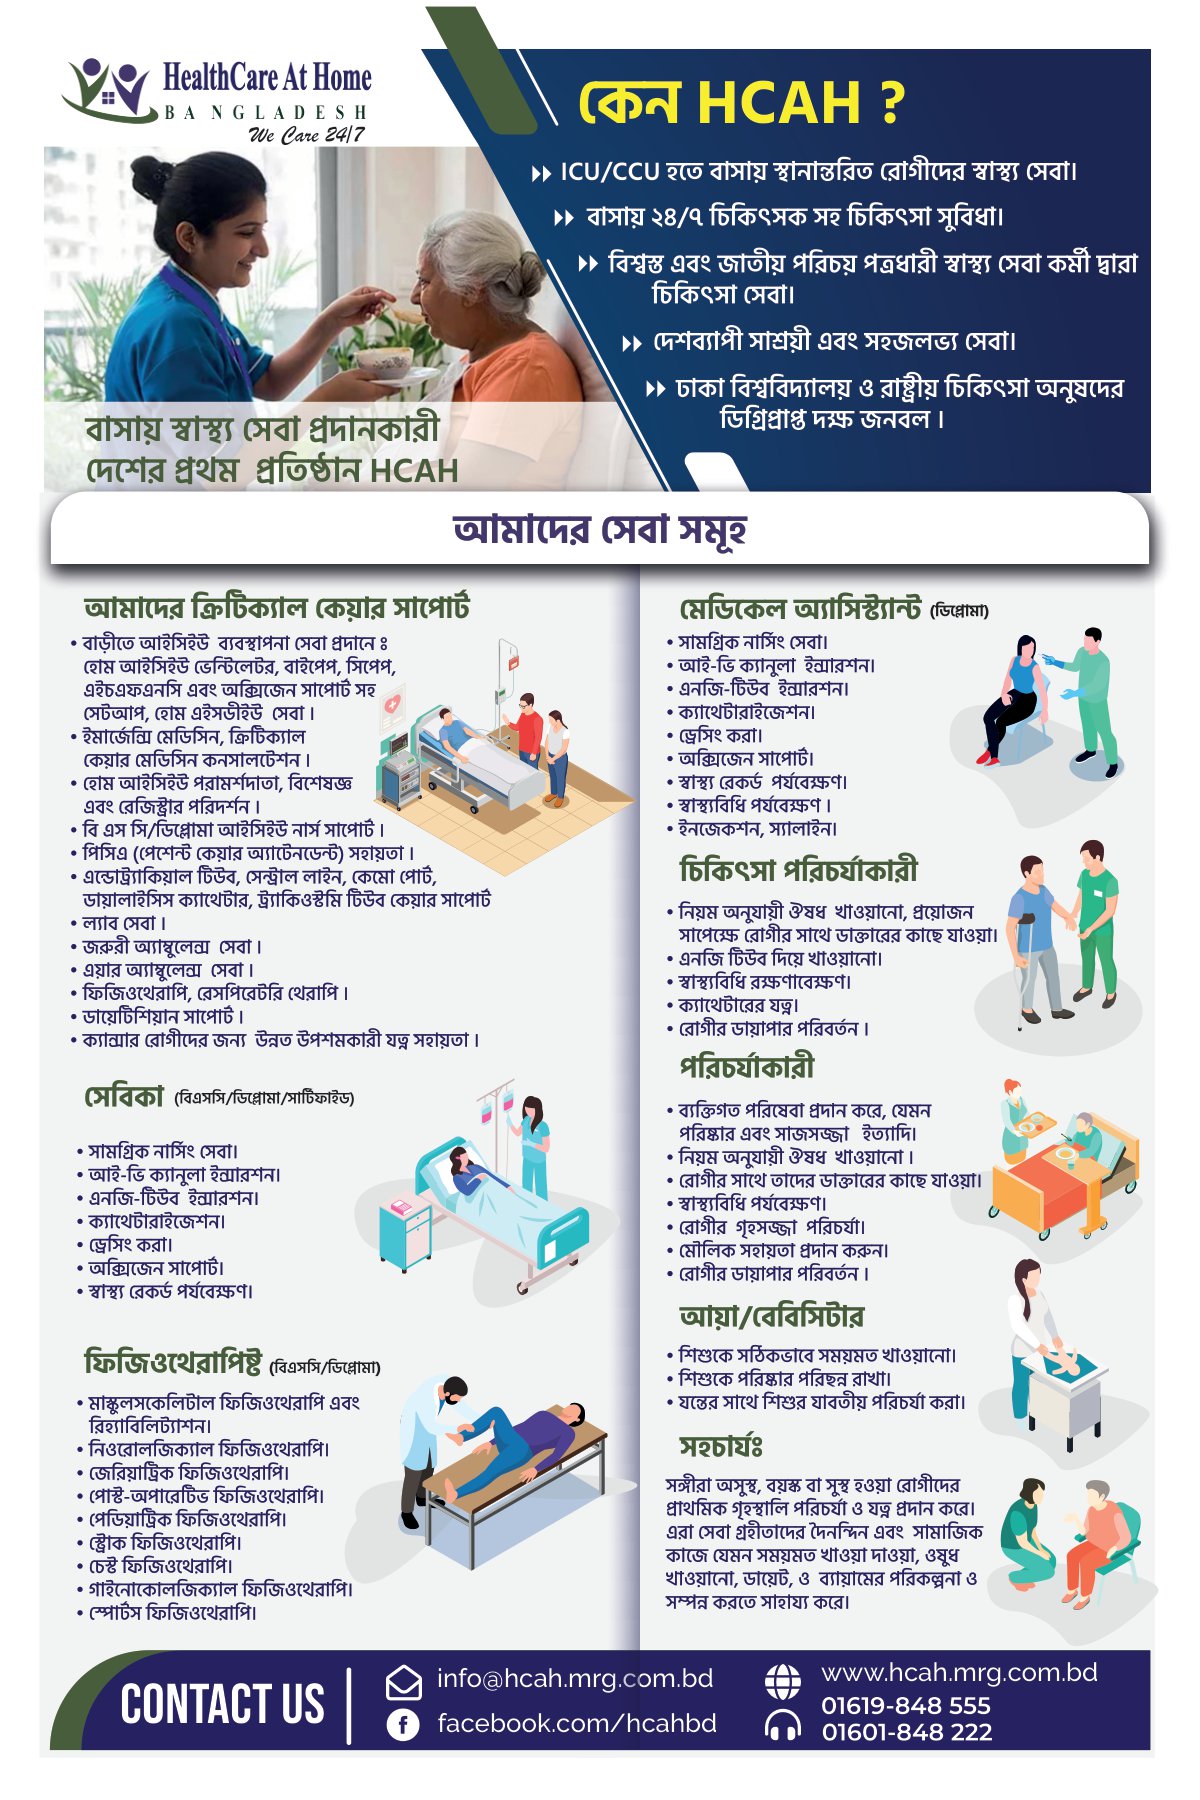 HealthCare At Home
BANGLADESH
We Care 24/7
কেন HCAH ?
ICU/CCU হতে বাসায় স্থানান্তরিত রোগীদের স্বাস্থ্য সেবা।
বাসায় ২৪/৭ চিকিৎসক সহ চিকিৎসা সুবিধা।
বিশ্বস্ত এবং জাতীয় পরিচয় পত্রধারী স্বাস্থ্য সেবা কর্মী দ্বারা
চিকিৎসা সেবা।
দেশব্যাপী সাশ্রয়ী এবং সহজলভ্য সেবা।
ঢাকা বিশ্ববিদ্যালয় ও রাষ্ট্রীয় চিকিৎসা অনুষদের
ডিগ্রিপ্রাপ্ত দক্ষ জনবল ।
বাসায় স্বাস্থ্য সেবা প্রদানকারী
দেশের প্রথম প্রতিষ্ঠান HCAH
আমাদের সেবা সমূহ
আমাদের ক্রিটিক্যাল কেয়ার সাপোর্ট
• বাড়ীতে আইসিইউ ব্যবস্থাপনা সেবা প্রদানে ঃ
হোম আইসিইউ ভেন্টিলেটর, বাইপেপ, সিপেপ,
এইচএফএনসি এবং অক্সিজেন সাপোর্ট সহ
সেটআপ, হোম এইসডীইউ সেবা ।
• ইমার্জেন্সি মেডিসিন, ক্রিটিক্যাল
কেয়ার মেডিসিন কনসালটেশন ।
• হোম আইসিইউ পরামর্শদাতা, বিশেষজ্ঞ
এবং রেজিস্ট্রার পরিদর্শন ।
• বি এস সি/ডিপ্লোমা আইসিইউ নার্স সাপোর্ট ।
• পিসিএ (পেশেন্ট কেয়ার অ্যাটেনডেন্ট) সহায়তা ।
• এন্ডোট্র্যাকিয়াল টিউব, সেন্ট্রাল লাইন, কেমো পোর্ট,
ডায়ালাইসিস ক্যাথেটার, ট্র্যাকিওস্টমি টিউব কেয়ার সাপোর্ট
• ল্যাব সেবা ।
• জরুরী অ্যাম্বুলেন্স সেবা ।
• এয়ার অ্যাম্বুলেন্স সেবা ।
• ফিজিওথেরাপি, রেসপিরেটরি থেরাপি ।
• ডায়েটিশিয়ান সাপোর্ট ।
• ক্যান্সার রোগীদের জন্য উন্নত উপশমকারী যত্ন সহায়তা ।
সেবিকা (বিএসসি/ডিপ্লোমা/সার্টিফাইড)
• সামগ্রিক নার্সিং সেবা।
• আই-ভি ক্যানুলা ইন্সারশন।
• এনজি-টিউব ইন্সারশন।
• ক্যাথেটারাইজেশন।
• ড্রেসিং করা।
• অক্সিজেন সাপোর্ট।
• স্বাস্থ্য রেকর্ড পর্যবেক্ষণ।
ফিজিওথেরাপিষ্ট (বিএসসি/ডিপ্লোমা)
• মাস্কুলসকেলিটাল ফিজিওথেরাপি এবং
রিহ্যাবিলিট্যাশন।
• নিওরোলজিক্যাল ফিজিওথেরাপি।
• জেরিয়াট্রিক ফিজিওথেরাপি।
• পোস্ট-অপারেটিভ ফিজিওথেরাপি।
• পেডিয়াট্রিক ফিজিওথেরাপি।
• স্ট্রোক ফিজিওথেরাপি।
• চেস্ট ফিজিওথেরাপি।
• গাইনোকোলজিক্যাল ফিজিওথেরাপি।
• স্পোর্টস ফিজিওথেরাপি।
মেডিকেল অ্যাসিস্ট্যান্ট (ডিপ্লোমা)
• সামগ্রিক নার্সিং সেবা।
• আই-ভি ক্যানুলা ইন্সারশন।
• এনজি-টিউব ইন্সারশন।
• ক্যাথেটারাইজেশন।
• ড্রেসিং করা।
• অক্সিজেন সাপোর্ট।
• স্বাস্থ্য রেকর্ড পর্যবেক্ষণ।
• স্বাস্থ্যবিধি পর্যবেক্ষণ ।
• ইনজেকশন, স্যালাইন।
চিকিৎসা পরিচর্যাকারী
• নিয়ম অনুযায়ী ঔষধ খাওয়ানো, প্রয়োজন
সাপেক্ষে রোগীর সাথে ডাক্তারের কাছে যাওয়া।
• এনজি টিউব দিয়ে খাওয়ানো।
• স্বাস্থ্যবিধি রক্ষণাবেক্ষণ।
• ক্যাথেটারের যত্ন।
• রোগীর ডায়াপার পরিবর্তন ।
পরিচর্যাকারী
• ব্যক্তিগত পরিষেবা প্রদান করে, যেমন
পরিষ্কার এবং সাজসজ্জা ইত্যাদি।
• নিয়ম অনুযায়ী ঔষধ খাওয়ানো ।
• রোগীর সাথে তাদের ডাক্তারের কাছে যাওয়া।
• স্বাস্থ্যবিধি পর্যবেক্ষণ।
• রোগীর গৃহসজ্জা পরিচর্যা।
• মৌলিক সহায়তা প্রদান করুন।
• রোগীর ডায়াপার পরিবর্তন ।
আয়া/বেবিসিটার
• শিশুকে সঠিকভাবে সময়মত খাওয়ানো।
• শিশুকে পরিষ্কার পরিছন্ন রাখা।
• যন্তের সাথে শিশুর যাবতীয় পরিচর্যা করা।
সহচার্যঃ
সঙ্গীরা অসুস্থ, বয়স্ক বা সুস্থ হওয়া রোগীদের
প্রাথমিক গৃহস্থালি পরিচর্যা ও যত্ন প্রদান করে।
এরা সেবা গ্রহীতাদের দৈনন্দিন এবং সামাজিক
কাজে যেমন সময়মত খাওয়া দাওয়া, ওষুধ
খাওয়ানো, ডায়েট, ও ব্যায়ামের পরিকল্পনা ও
সম্পন্ন করতে সাহায্য করে।
CONTACT US
info@hcah.mrg.com.bd
facebook.com/hcahbd
www.hcah.mrg.com.bd
01619-848 555
01601-848 222